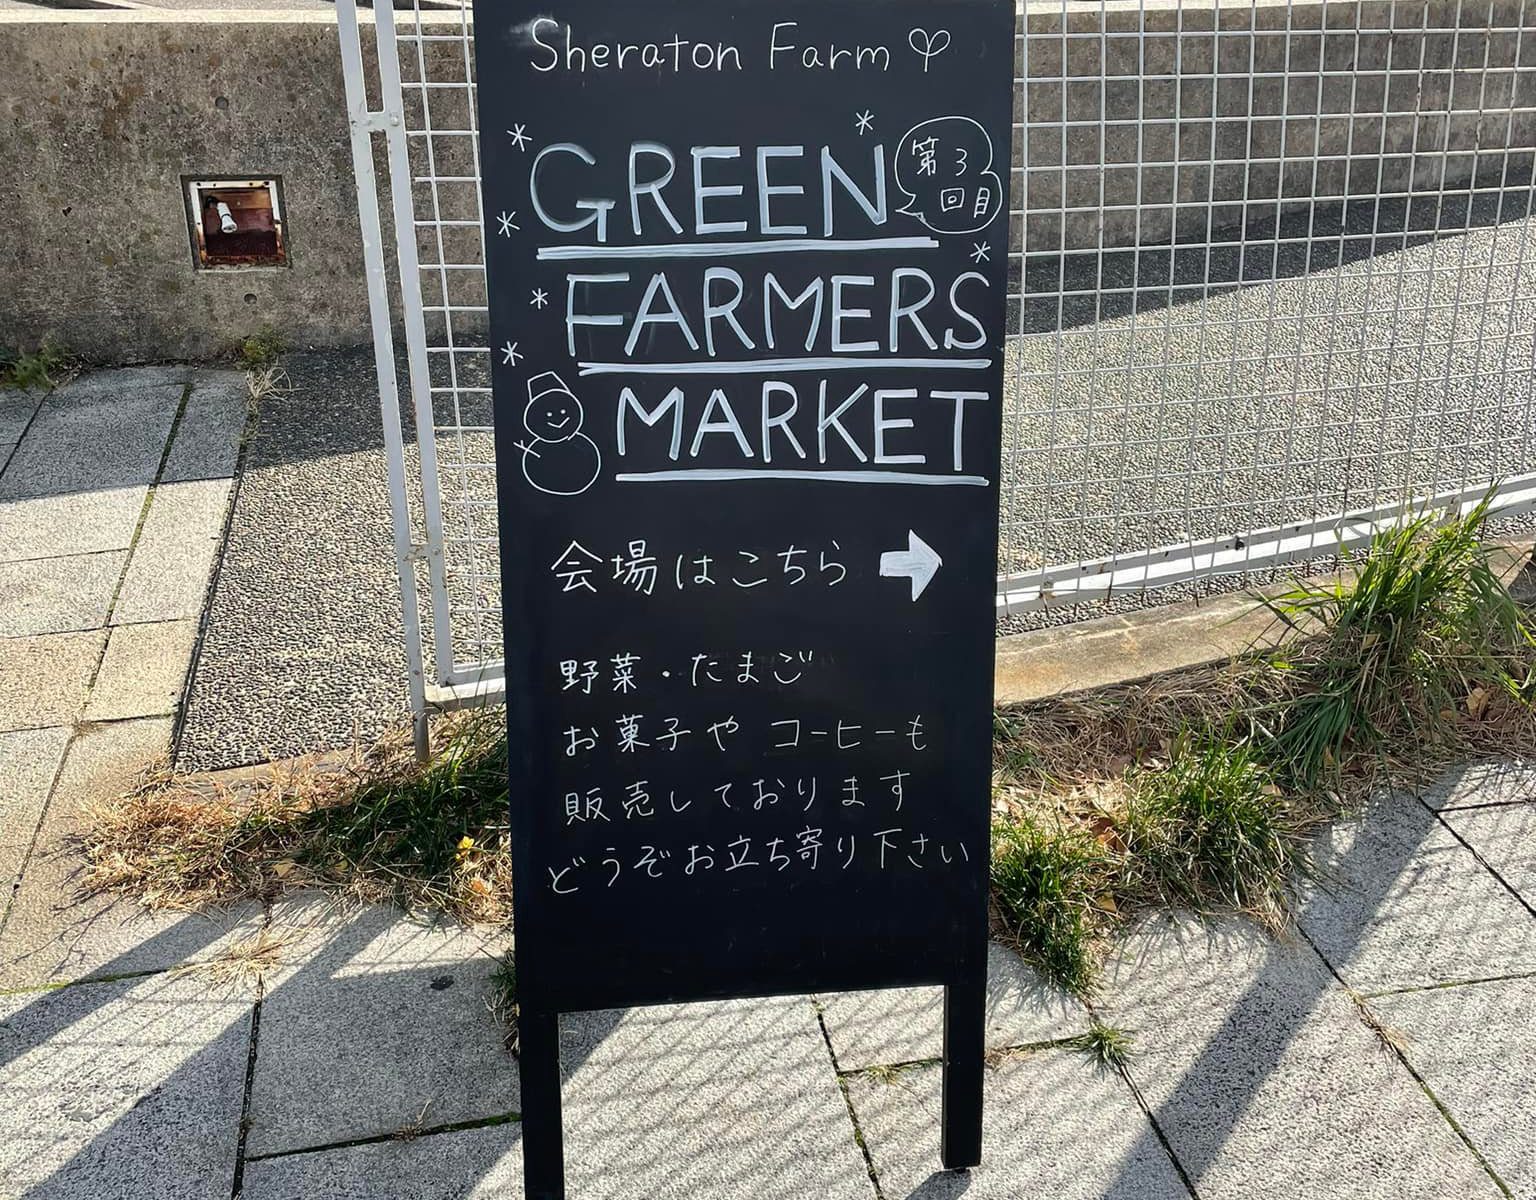 Sheraton Farm
GREEN
第3
回目
FARMERS
MARKET
会場はこちら
野菜・たまご
お菓子や コーヒーも
販売しております
どうぞお立ち寄り下さい